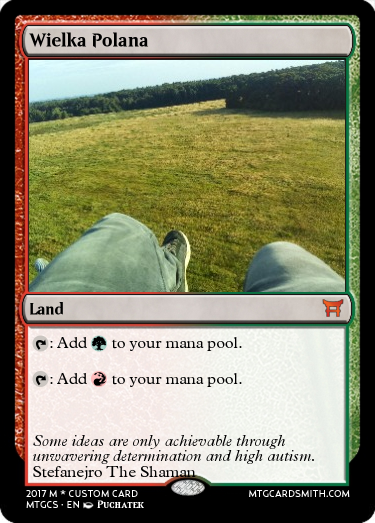 Wielka Polana
Land
: Add to your mana pool.
: Add to your mana pool.
Some ideas are only achievable through
unwavering determination and high autism.
Stefanejro The Shaman
2017 M * CUSTOM CARD
MTGCS · EN PUCHATEK
MTGCARDSMITH.COM